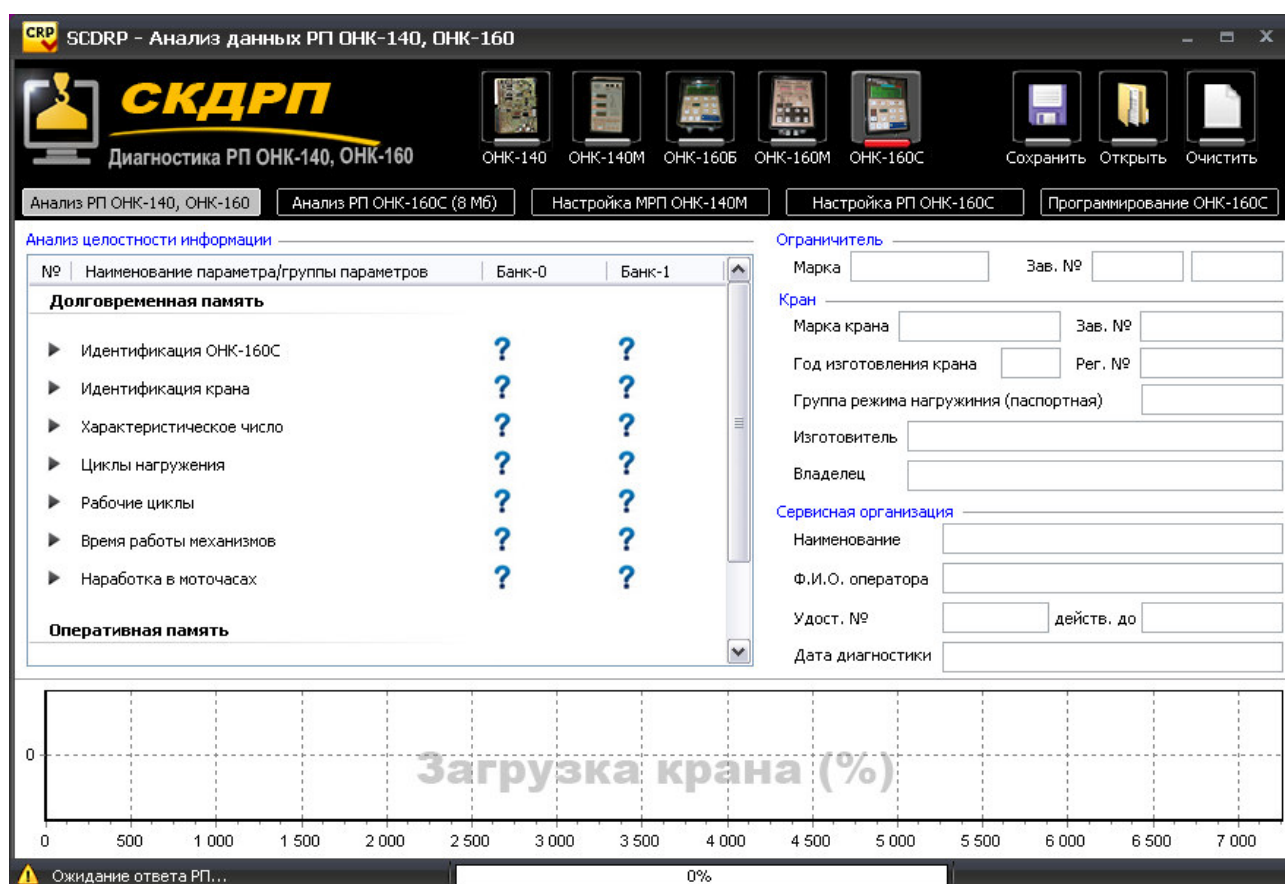 CRP SCDRP - Анализ данных РП ОНК-140, ОНК-160
СКДРП
Диагностика РП ОНК-140, ОНК-160
ОНК-140 ОНК-140М ОНК-160Б ОНК-160М ОНК-160С Сохранить Открыть Очистить
Анализ РП ОНК-140, ОНК-160 Анализ РП ОНК-160С (8 Мб) Настройка МРП ОНК-140М Настройка РП ОНК-160С Программирование ОНК-160С
Анализ целостности информации
№ Наименование параметра/группы параметров Банк-0 Банк-1
Долговременная память
Идентификация ОНК-160С ? ?
Идентификация крана ? ?
Характеристическое число ? ?
Циклы нагружения ? ?
Рабочие циклы ? ?
Время работы механизмов ? ?
Наработка в моточасах ? ?
Оперативная память
Ограничитель
Марка Зав. №
Кран
Марка крана Зав. №
Год изготовления крана Рег. №
Группа режима нагружиния (паспортная)
Изготовитель
Владелец
Сервисная организация
Наименование
Ф.И.О. оператора
Удост. № действ. до
Дата диагностики
0
Загрузка крана (%)
0 500 1 000 1 500 2 000 2 500 3 000 3 500 4 000 4 500 5 000 5 500 6 000 6 500 7 000
Ожидание ответа РП... 0%